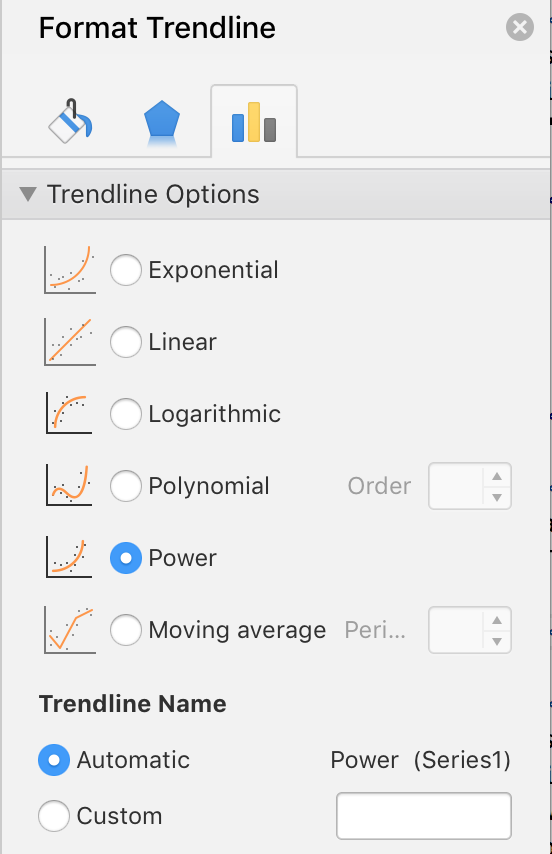 Format Trendline
Trendline Options
Exponential
Linear
Logarithmic
Polynomial Order
Power
Moving average Peri...
Trendline Name
Automatic Power (Series1)
Custom